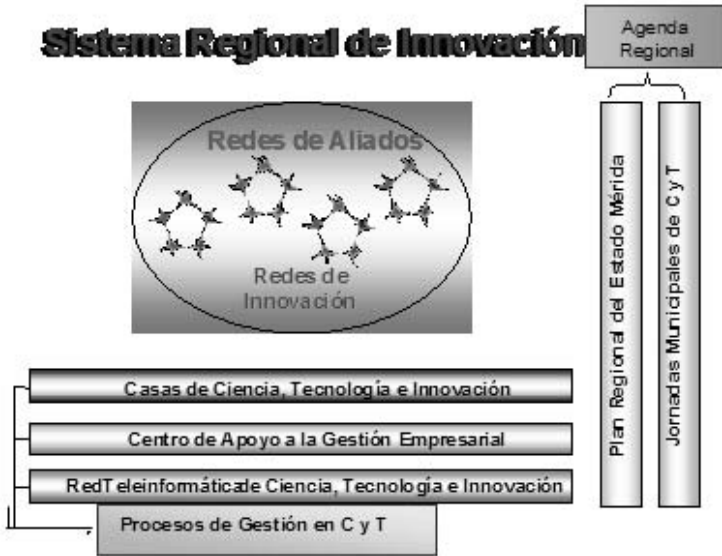 Sistema Regional de Innovación
Agenda
Regional
Redes de Aliados
Redes de
Innovación
Plan Regional del Estado Mérida
Jornadas Municipales de C y T
Casas de Ciencia, Tecnología e Innovación
Centro de Apoyo a la Gestión Empresarial
RedTeleinformáticade Ciencia, Tecnología e Innovación
Procesos de Gestión en C y T